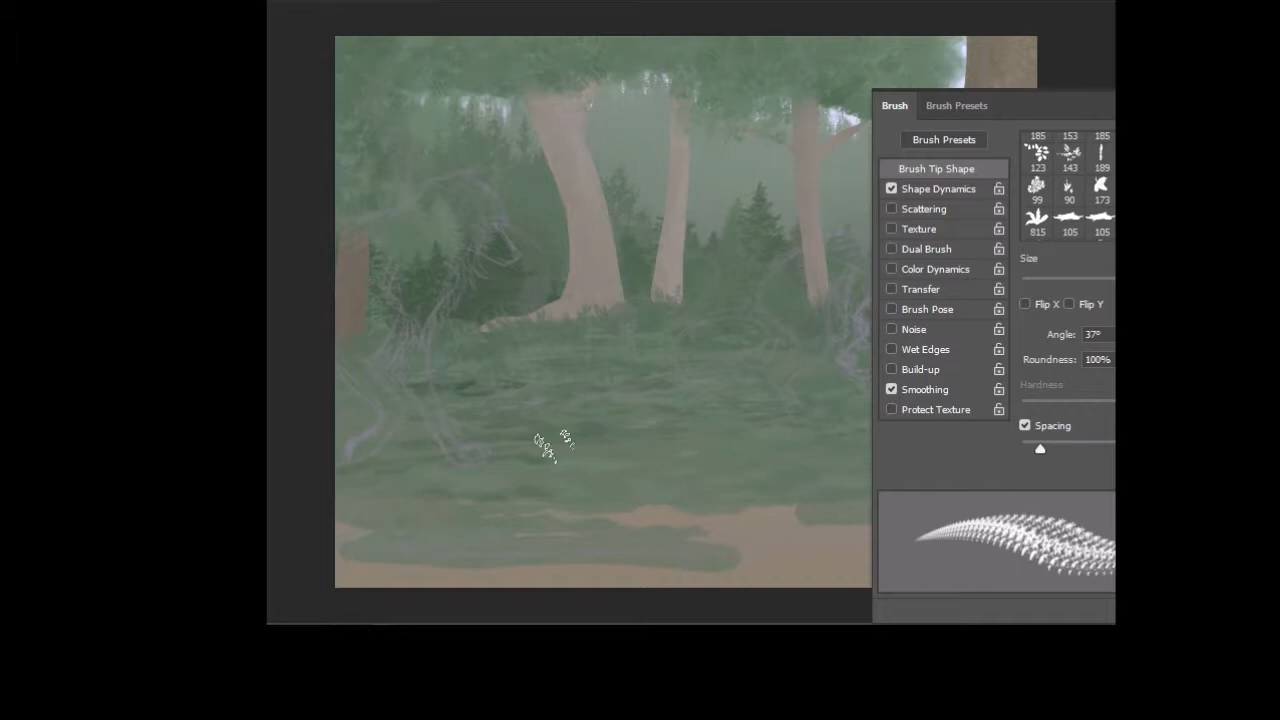 Brush Brush Presets
Brush Presets
185 153 185
Brush Tip Shape
123 143 189
Shape Dynamics
99 90 173
Scattering
Texture
815 105 105
Dual Brush
Size
Color Dynamics
Transfer
Flip X Flip Y
Brush Pose
Noise
Angle: 37º
Wet Edges
Roundness: 100%
Build-up
Hardness
Smoothing
Protect Texture
Spacing